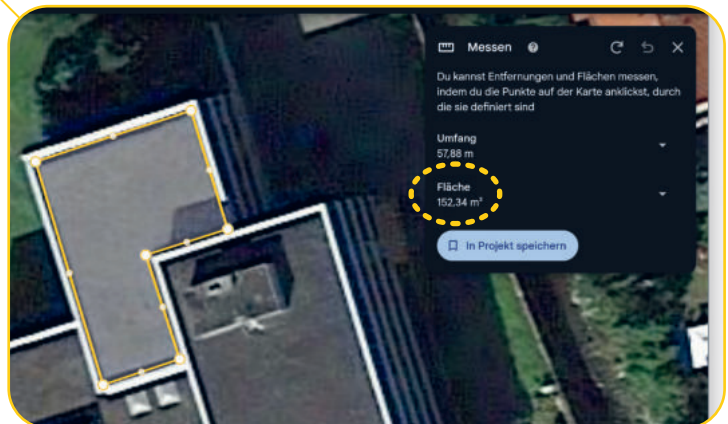 Messen
Du kannst Entfernungen und Flächen messen,
indem du die Punkte auf der Karte anklickst, durch
die sie definiert sind
Umfang
57,88 m
Fläche
152,34 m²
In Projekt speichern